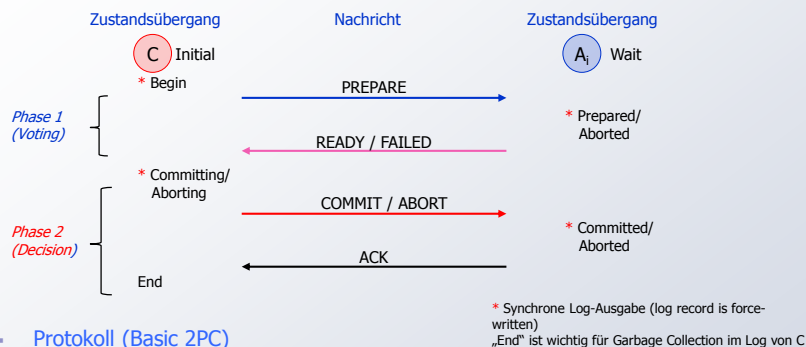 Zustandsübergang Nachricht Zustandsübergang
C Initial Ai Wait
* Begin
PREPARE
Phase 1
(Voting)
* Prepared/
Aborted
READY / FAILED
* Committing/
Aborting
COMMIT / ABORT
Phase 2
(Decision)
* Committed/
Aborted
ACK
End
* Synchrone Log-Ausgabe (log record is force-
written)
„End“ ist wichtig für Garbage Collection im Log von C
Protokoll (Basic 2PC)